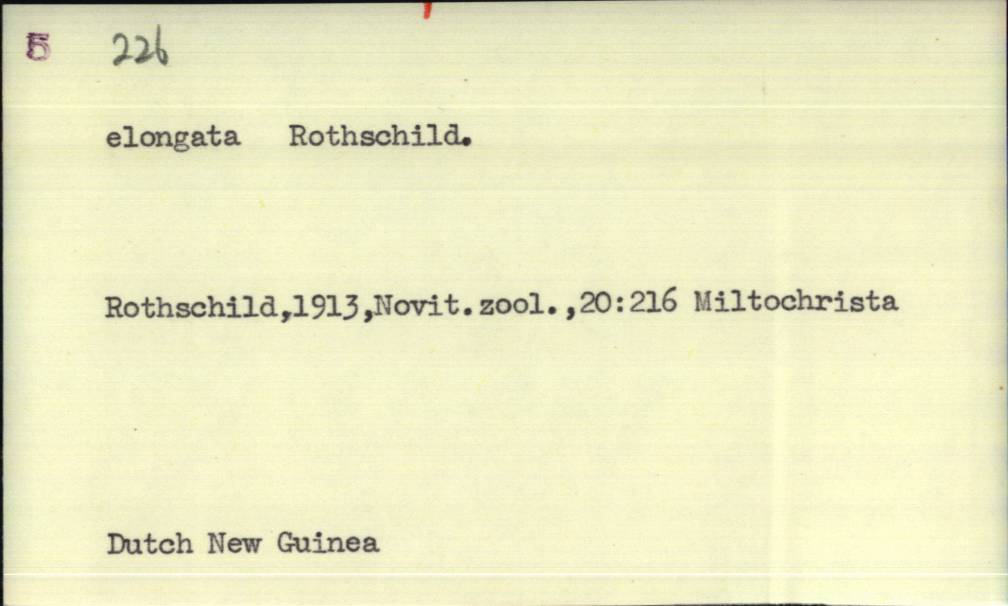 5 226
elongata Rothschild.
Rothschild,1913,Novit.zool.,20:216 Miltochrista
Dutch New Guinea